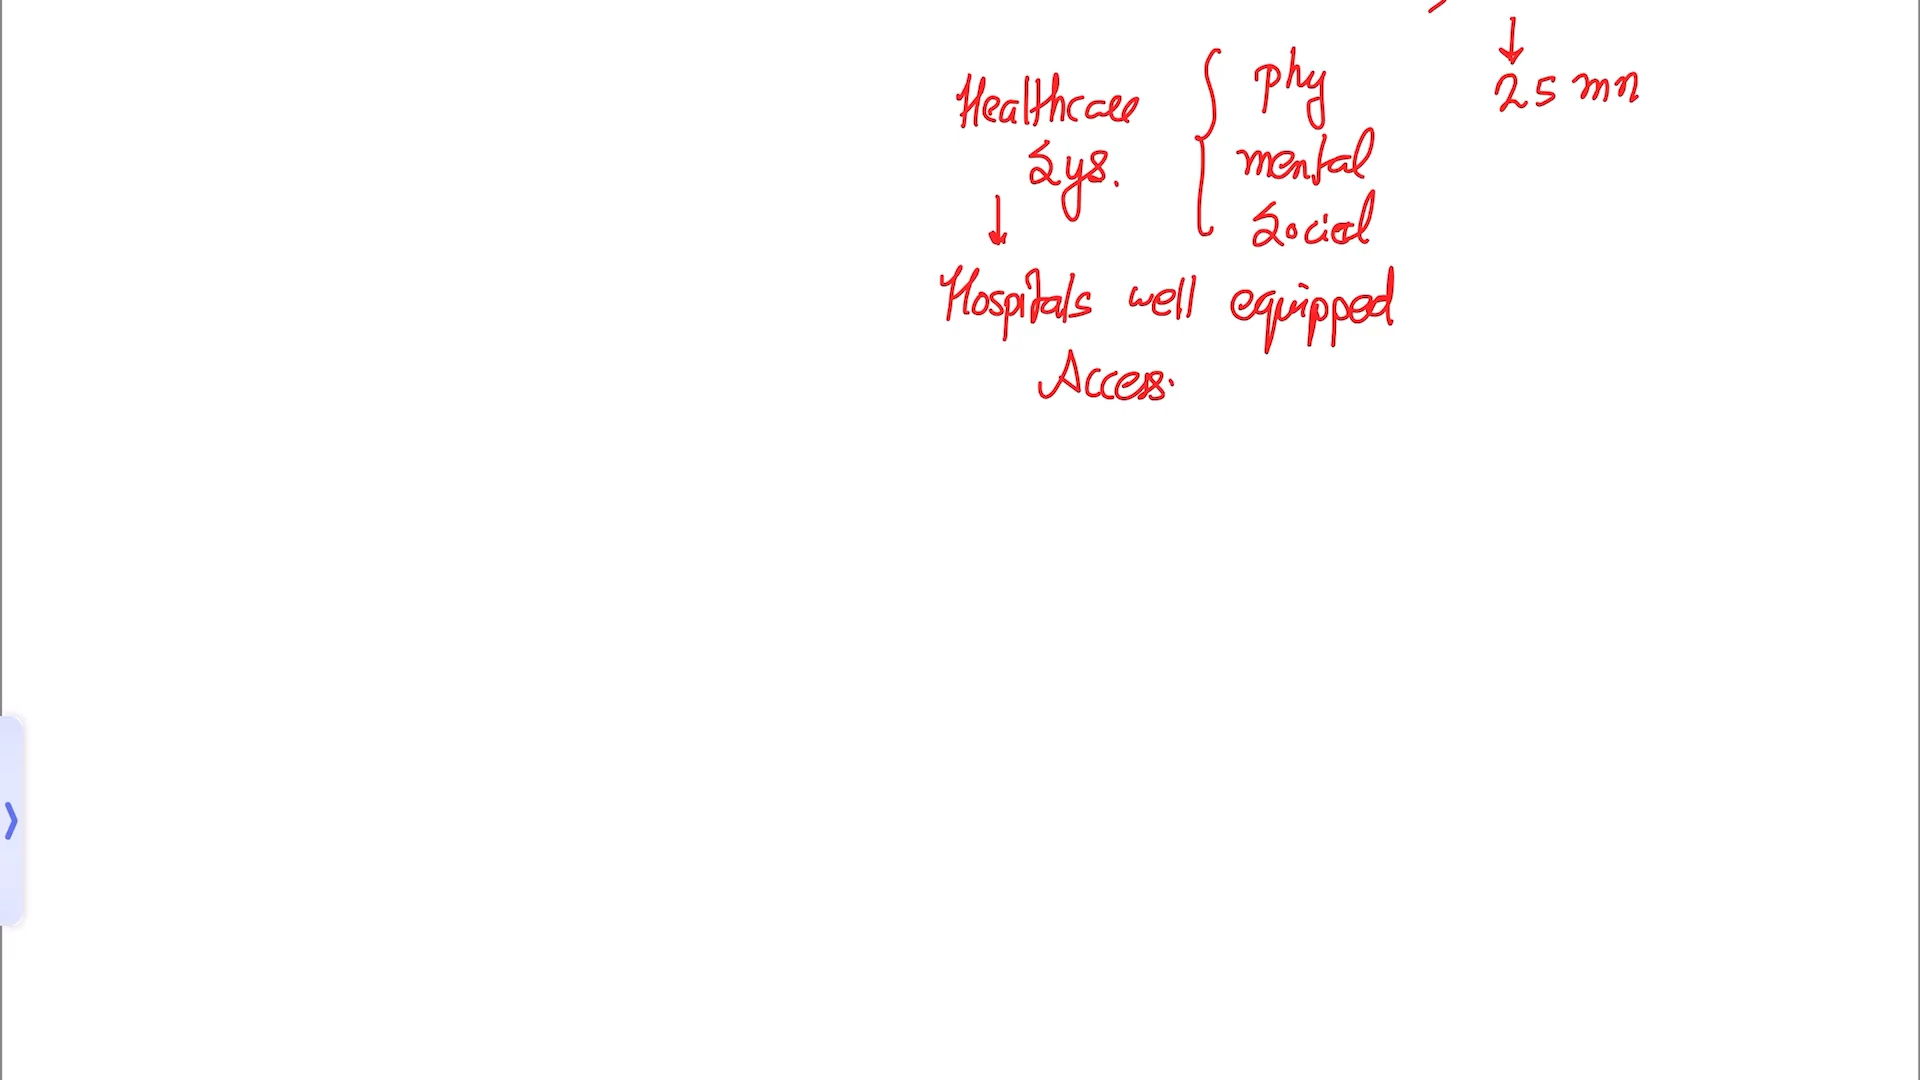 Healthcare
Sys.
phy
mental
Social
25 mn
Hospitals well equipped
Access.